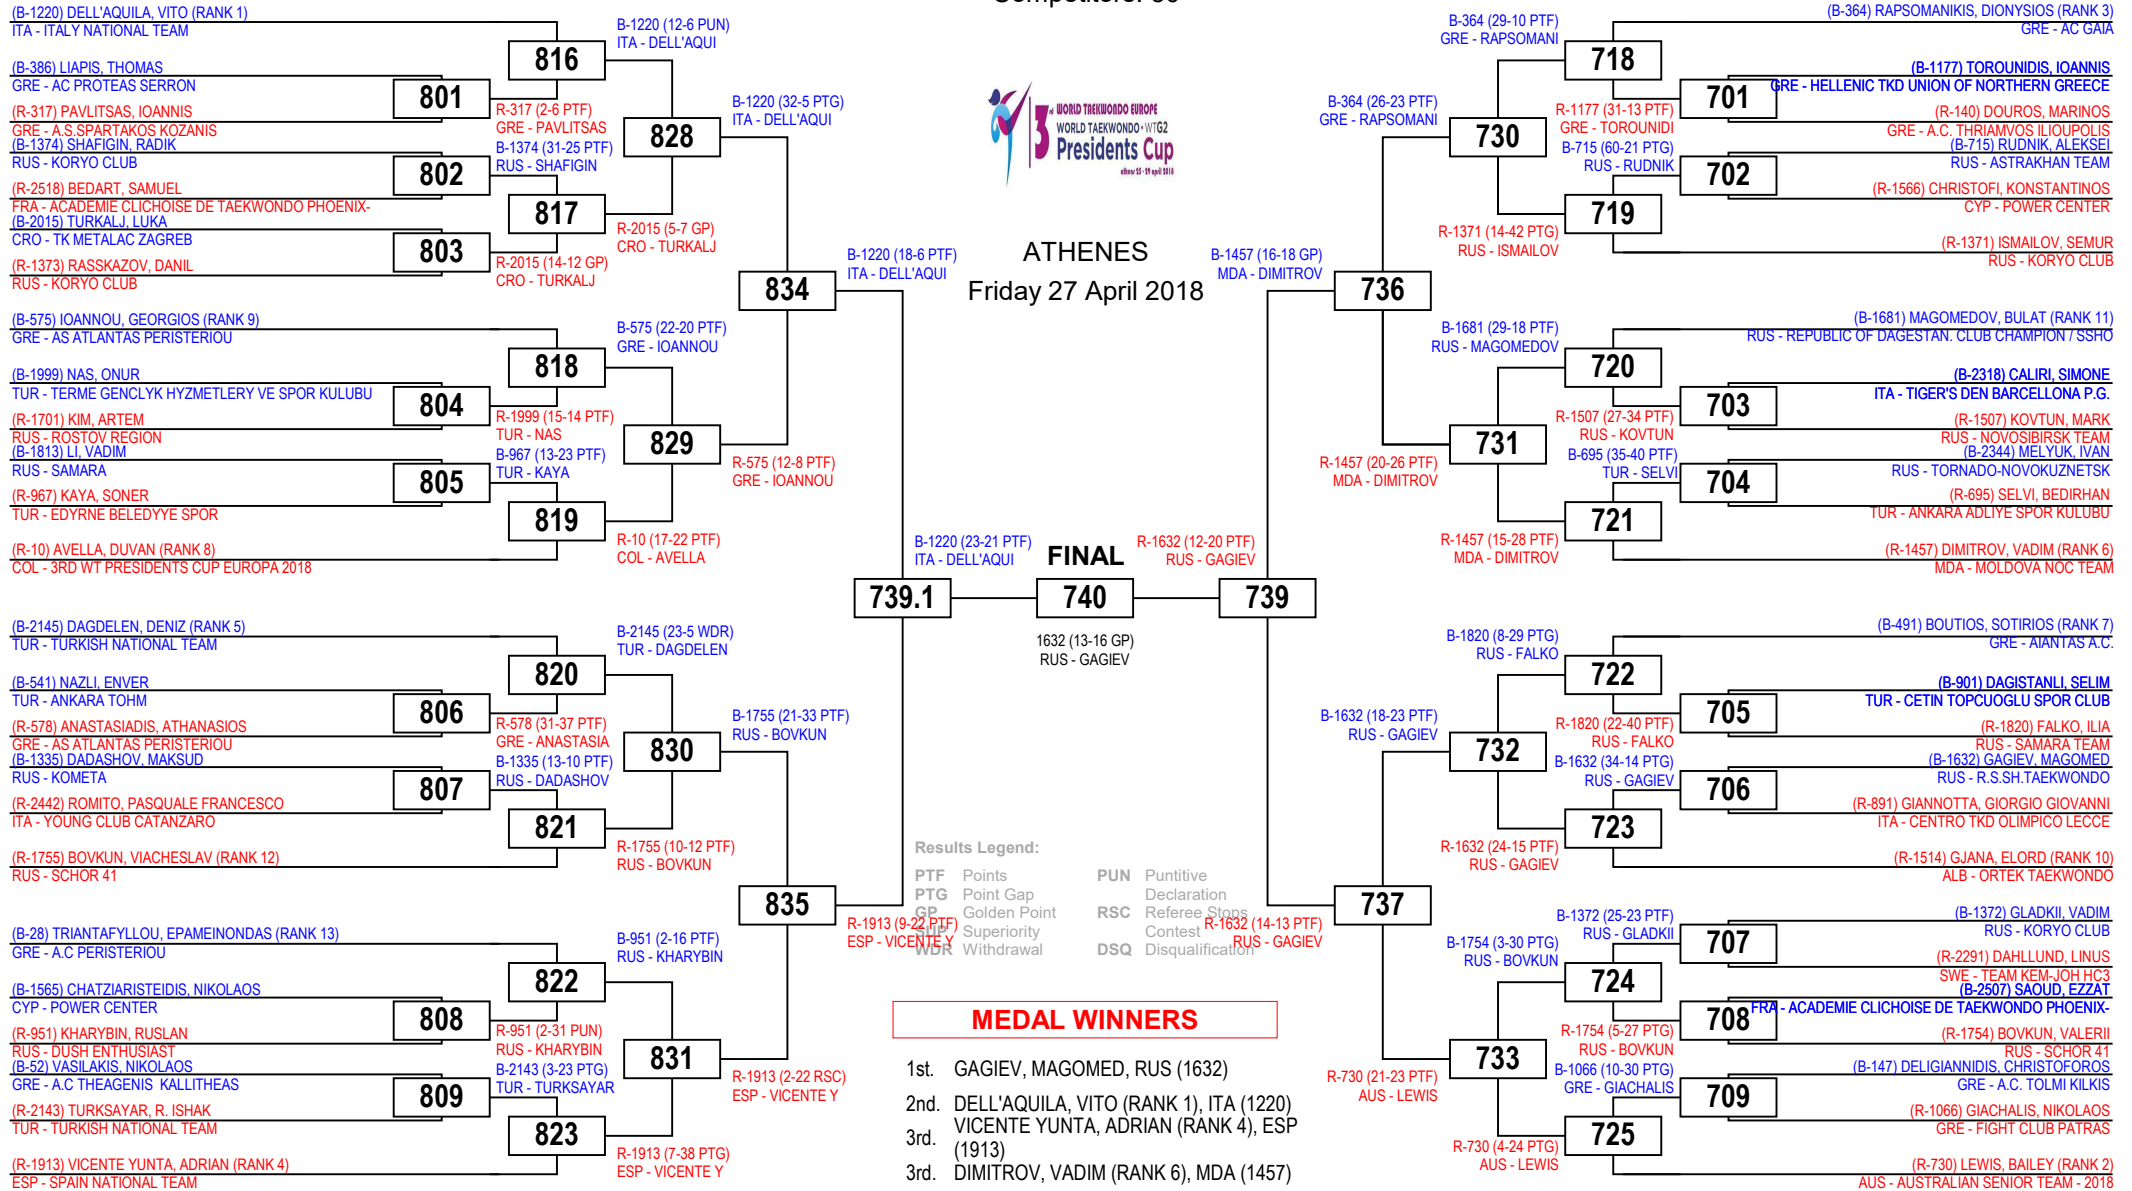 (B-1220) DELL'AQUILA, VITO (RANK 1)
ITA - ITALY NATIONAL TEAM
(B-386) LIAPIS, THOMAS
GRE - AC PROTEAS SERRON
(R-317) PAVLITSAS, IOANNIS
GRE - A.S.SPARTAKOS KOZANIS
(B-1374) SHAFIGIN, RADIK
RUS - KORYO CLUB
(R-2518) BEDART, SAMUEL
FRA - ACADEMIE CLICHOISE DE TAEKWONDO PHOENIX-
(B-2015) TURKALJ, LUKA
CRO - TK METALAC ZAGREB
(R-1373) RASSKAZOV, DANIL
RUS - KORYO CLUB
(B-575) IOANNOU, GEORGIOS (RANK 9)
GRE - AS ATLANTAS PERISTERIOU
(B-1999) NAS, ONUR
TUR - TERME GENCLYK HYZMETLERY VE SPOR KULUBU
(R-1701) KIM, ARTEM
RUS - ROSTOV REGION
(B-1813) LI, VADIM
RUS - SAMARA
(R-967) KAYA, SONER
TUR - EDYRNE BELEDYYE SPOR
(R-10) AVELLA, DUVAN (RANK 8)
COL - 3RD WT PRESIDENTS CUP EUROPA 2018
(B-2145) DAGDELEN, DENIZ (RANK 5)
TUR - TURKISH NATIONAL TEAM
(B-541) NAZLI, ENVER
TUR - ANKARA TOHM
(R-578) ANASTASIADIS, ATHANASIOS
GRE - AS ATLANTAS PERISTERIOU
(B-1335) DADASHOV, MAKSUD
RUS - KOMETA
(R-2442) ROMITO, PASQUALE FRANCESCO
ITA - YOUNG CLUB CATANZARO
(R-1755) BOVKUN, VIACHESLAV (RANK 12)
RUS - SCHOR 41
(B-28) TRIANTAFYLLOU, EPAMEINONDAS (RANK 13)
GRE - A.C PERISTERIOU
(B-1565) CHATZIARISTEIDIS, NIKOLAOS
CYP - POWER CENTER
(R-951) KHARYBIN, RUSLAN
RUS - DUSH ENTHUSIAST
(B-52) VASILAKIS, NIKOLAOS
GRE - A.C THEAGENIS KALLITHEAS
(R-2143) TURKSAYAR, R. ISHAK
TUR - TURKISH NATIONAL TEAM
(R-1913) VICENTE YUNTA, ADRIAN (RANK 4)
ESP - SPAIN NATIONAL TEAM
801
802
803
804
805
806
807
808
809
R-317 (2-6 PTF)
GRE - PAVLITSAS
B-1374 (31-25 PTF)
RUS - SHAFIGIN
R-2015 (14-12 GP)
CRO - TURKALJ
R-1999 (15-14 PTF)
TUR - NAS
B-967 (13-23 PTF)
TUR - KAYA
R-578 (31-37 PTF)
GRE - ANASTASIA
B-1335 (13-10 PTF)
RUS - DADASHOV
R-951 (2-31 PUN)
RUS - KHARYBIN
B-2143 (3-23 PTG)
TUR - TURKSAYAR
816
817
818
819
820
821
822
823
B-1220 (12-6 PUN)
ITA - DELL'AQUI
R-2015 (5-7 GP)
CRO - TURKALJ
B-575 (22-20 PTF)
GRE - IOANNOU
R-10 (17-22 PTF)
COL - AVELLA
B-2145 (23-5 WDR)
TUR - DAGDELEN
R-1755 (10-12 PTF)
RUS - BOVKUN
B-951 (2-16 PTF)
RUS - KHARYBIN
R-1913 (7-38 PTG)
ESP - VICENTE Y
828
829
830
831
B-1220 (32-5 PTG)
ITA - DELL'AQUI
R-575 (12-8 PTF)
GRE - IOANNOU
B-1755 (21-33 PTF)
RUS - BOVKUN
R-1913 (2-22 RSC)
ESP - VICENTE Y
834
835
B-1220 (18-6 PTF)
ITA - DELL'AQUI
R-1913 (9-22 PTF)
ESP - VICENTE Y
739.1
B-1220 (23-21 PTF)
ITA - DELL'AQUI
3rd WORLD TAEKWONDO EUROPE
WORLD TAEKWONDO • WTG2
Presidents Cup
athens 25 - 29 april 2018
ATHENES
Friday 27 April 2018
FINAL
740
1632 (13-16 GP)
RUS - GAGIEV
Results Legend:
PTF Points
PTG Point Gap
GP Golden Point
SUP Superiority
WDR Withdrawal
PUN Puntitive Declaration
RSC Referee Stops Contest
DSQ Disqualification
MEDAL WINNERS
1st. GAGIEV, MAGOMED, RUS (1632)
2nd. DELL'AQUILA, VITO (RANK 1), ITA (1220)
3rd. VICENTE YUNTA, ADRIAN (RANK 4), ESP (1913)
3rd. DIMITROV, VADIM (RANK 6), MDA (1457)
R-1632 (12-20 PTF)
RUS - GAGIEV
739
B-1457 (16-18 GP)
MDA - DIMITROV
R-1632 (14-13 PTF)
RUS - GAGIEV
736
737
B-364 (26-23 PTF)
GRE - RAPSOMANI
R-1457 (20-26 PTF)
MDA - DIMITROV
B-1632 (18-23 PTF)
RUS - GAGIEV
R-730 (21-23 PTF)
AUS - LEWIS
730
731
732
733
B-364 (29-10 PTF)
GRE - RAPSOMANI
R-1371 (14-42 PTG)
RUS - ISMAILOV
B-1681 (29-18 PTF)
RUS - MAGOMEDOV
R-1457 (15-28 PTF)
MDA - DIMITROV
B-1820 (8-29 PTG)
RUS - FALKO
R-1632 (24-15 PTF)
RUS - GAGIEV
B-1754 (3-30 PTG)
RUS - BOVKUN
R-730 (4-24 PTG)
AUS - LEWIS
718
719
720
721
722
723
724
725
R-1177 (31-13 PTF)
GRE - TOROUNIDI
B-715 (60-21 PTG)
RUS - RUDNIK
R-1507 (27-34 PTF)
RUS - KOVTUN
B-695 (35-40 PTF)
TUR - SELVI
R-1820 (22-40 PTF)
RUS - FALKO
B-1632 (34-14 PTG)
RUS - GAGIEV
B-1372 (25-23 PTF)
RUS - GLADKII
R-1754 (5-27 PTG)
RUS - BOVKUN
B-1066 (10-30 PTG)
GRE - GIACHALIS
701
702
703
704
705
706
707
708
709
(B-364) RAPSOMANIKIS, DIONYSIOS (RANK 3)
GRE - AC GAIA
(B-1177) TOROUNIDIS, IOANNIS
GRE - HELLENIC TKD UNION OF NORTHERN GREECE
(R-140) DOUROS, MARINOS
GRE - A.C. THRIAMVOS ILIOUPOLIS
(B-715) RUDNIK, ALEKSEI
RUS - ASTRAKHAN TEAM
(R-1566) CHRISTOFI, KONSTANTINOS
CYP - POWER CENTER
(R-1371) ISMAILOV, SEMUR
RUS - KORYO CLUB
(B-1681) MAGOMEDOV, BULAT (RANK 11)
RUS - REPUBLIC OF DAGESTAN. CLUB CHAMPION / SSHO
(B-2318) CALIRI, SIMONE
ITA - TIGER'S DEN BARCELLONA P.G.
(R-1507) KOVTUN, MARK
RUS - NOVOSIBIRSK TEAM
(B-2344) MELYUK, IVAN
RUS - TORNADO-NOVOKUZNETSK
(R-695) SELVI, BEDIRHAN
TUR - ANKARA ADLIYE SPOR KULUBU
(R-1457) DIMITROV, VADIM (RANK 6)
MDA - MOLDOVA NOC TEAM
(B-491) BOUTIOS, SOTIRIOS (RANK 7)
GRE - AIANTAS A.C.
(B-901) DAGISTANLI, SELIM
TUR - CETIN TOPCUOGLU SPOR CLUB
(R-1820) FALKO, ILIA
RUS - SAMARA TEAM
(B-1632) GAGIEV, MAGOMED
RUS - R.S.SH.TAEKWONDO
(R-891) GIANNOTTA, GIORGIO GIOVANNI
ITA - CENTRO TKD OLIMPICO LECCE
(R-1514) GJANA, ELORD (RANK 10)
ALB - ORTEK TAEKWONDO
(B-1372) GLADKII, VADIM
RUS - KORYO CLUB
(R-2291) DAHLLUND, LINUS
SWE - TEAM KEM-JOH HC3
(B-2507) SAOUD, EZZAT
FRA - ACADEMIE CLICHOISE DE TAEKWONDO PHOENIX-
(R-1754) BOVKUN, VALERII
RUS - SCHOR 41
(B-147) DELIGIANNIDIS, CHRISTOFOROS
GRE - A.C. TOLMI KILKIS
(R-1066) GIACHALIS, NIKOLAOS
GRE - FIGHT CLUB PATRAS
(R-730) LEWIS, BAILEY (RANK 2)
AUS - AUSTRALIAN SENIOR TEAM - 2018